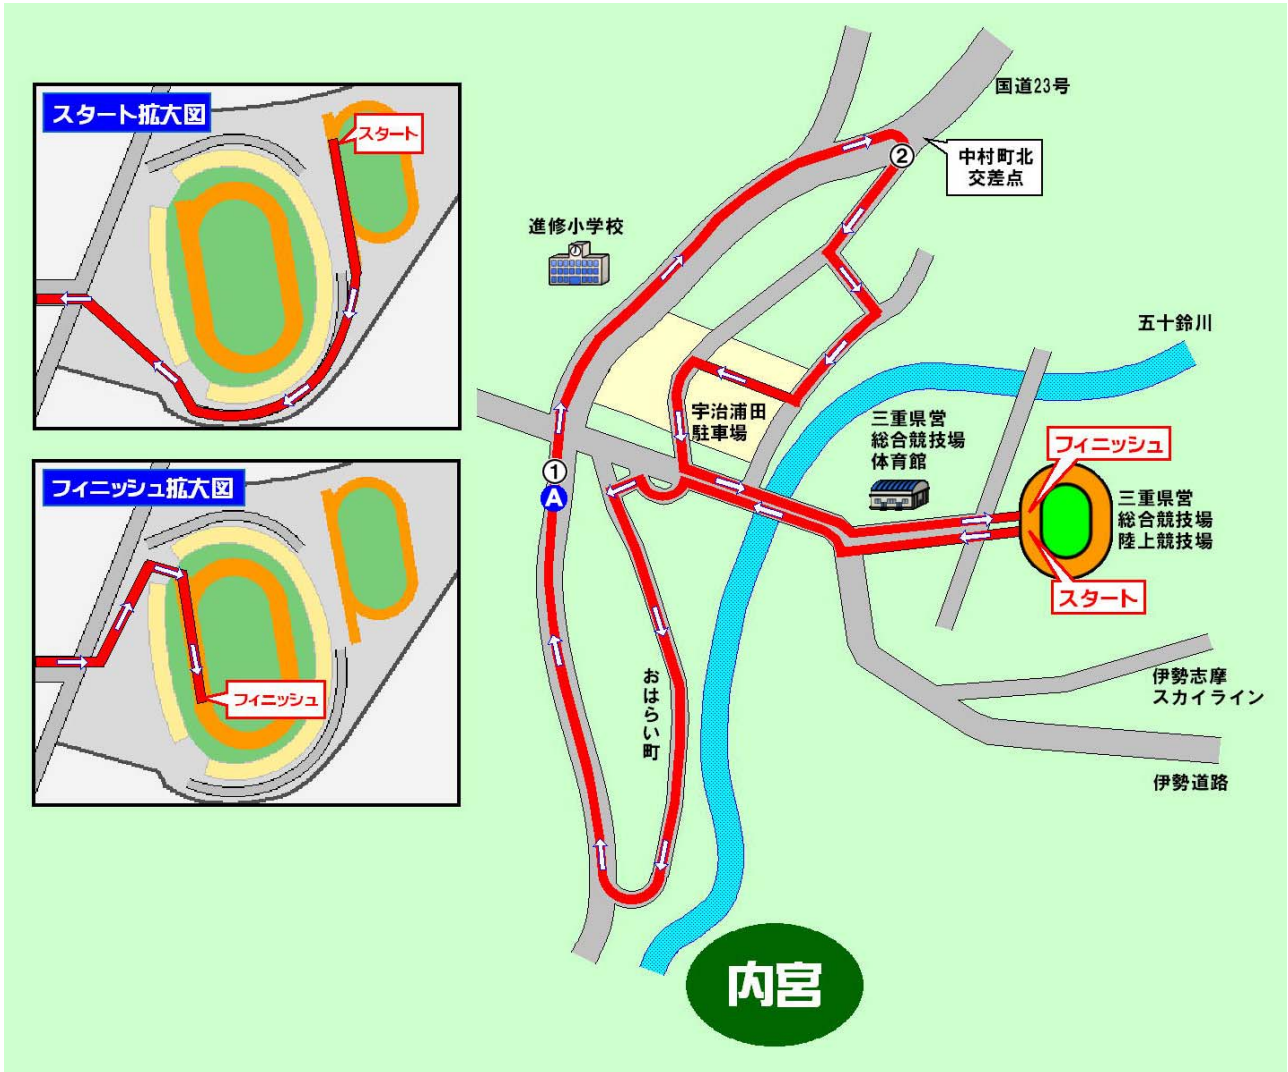 スタート拡大図
スタート
フィニッシュ拡大図
フィニッシュ
国道23号
②
中村町北
交差点
進修小学校
五十鈴川
宇治浦田
駐車場
三重県営
総合競技場
体育館
フィニッシュ
①
A
三重県営
総合競技場
陸上競技場
スタート
おはらい町
伊勢志摩
スカイライン
伊勢道路
内宮